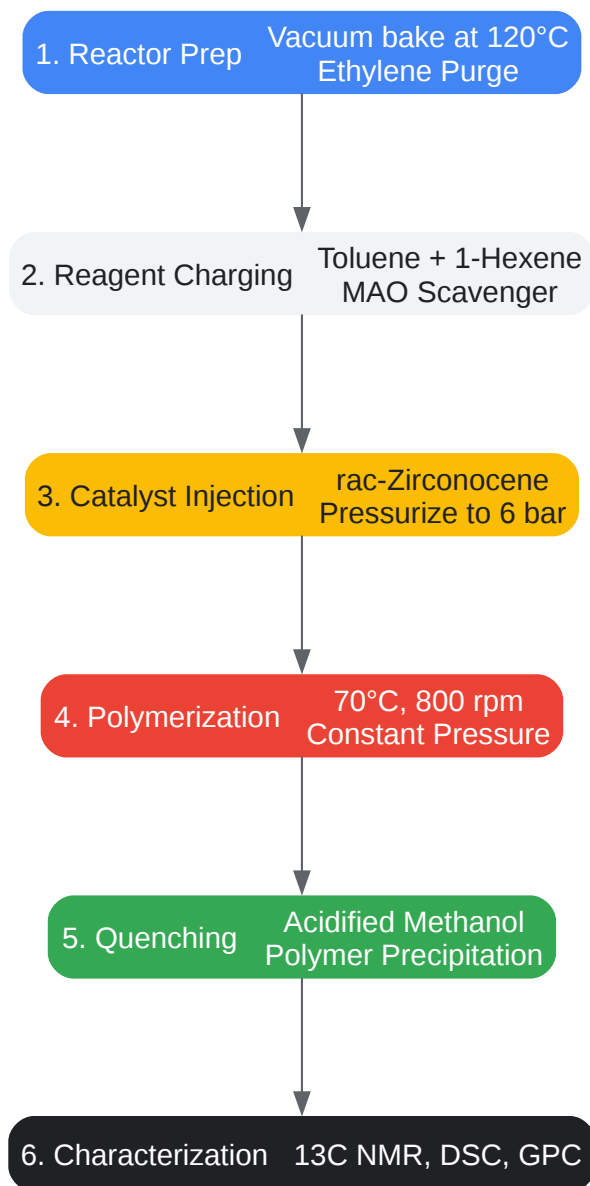 1. Reactor Prep
Vacuum bake at 120°C
Ethylene Purge
2. Reagent Charging
Toluene + 1-Hexene
MAO Scavenger
3. Catalyst Injection
rac-Zirconocene
Pressurize to 6 bar
4. Polymerization
70°C, 800 rpm
Constant Pressure
5. Quenching
Acidified Methanol
Polymer Precipitation
6. Characterization
13C NMR, DSC, GPC